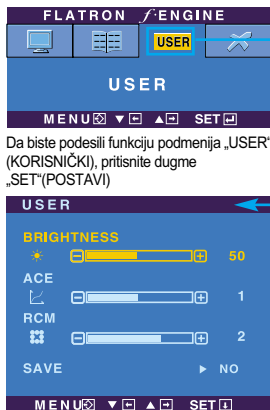 FLATRON f·ENGINE
USER
USER
MENU ▼ ▲ SET
Da biste podesili funkciju podmenija „USER“
(KORISNIČKI), pritisnite dugme
„SET“(POSTAVI)
USER
BRIGHTNESS
50
ACE
1
RCM
2
SAVE ▶ NO
MENU ▼ ▲ SET